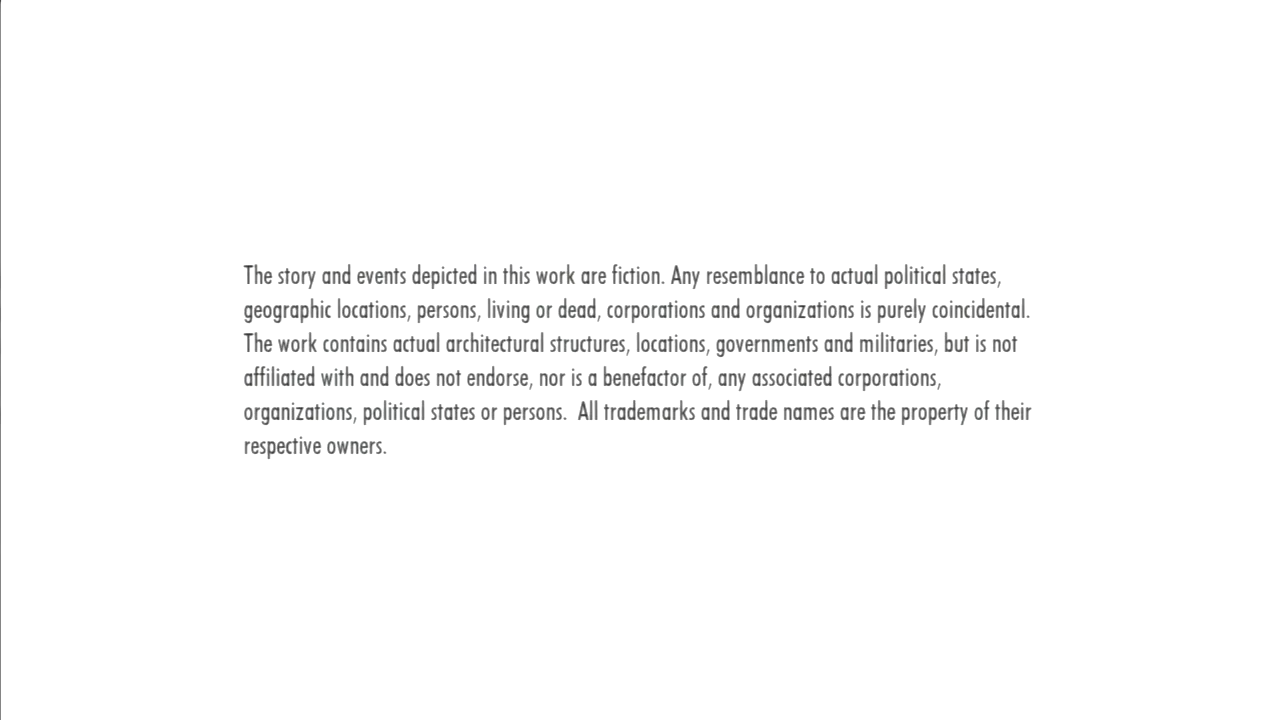 The story and events depicted in this work are fiction. Any resemblance to actual political states,
geographic locations, persons, living or dead, corporations and organizations is purely coincidental.
The work contains actual architectural structures, locations, governments and militaries, but is not
affiliated with and does not endorse, nor is a benefactor of, any associated corporations,
organizations, political states or persons.  All trademarks and trade names are the property of their
respective owners.